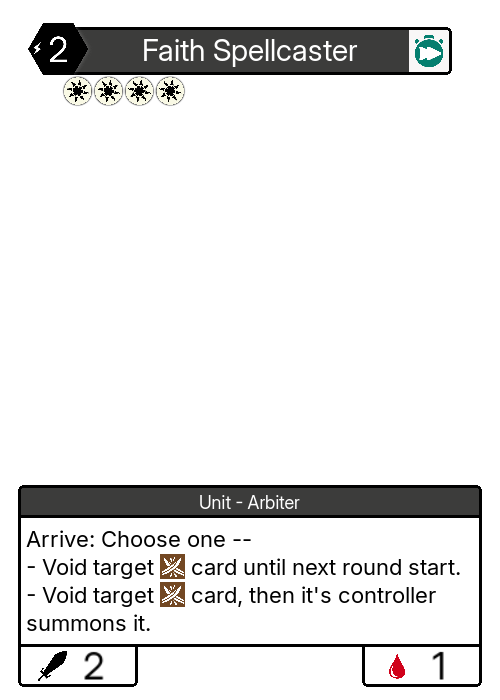 2 Faith Spellcaster
Unit - Arbiter
Arrive: Choose one --
- Void target card until next round start.
- Void target card, then it's controller
summons it.
2 1